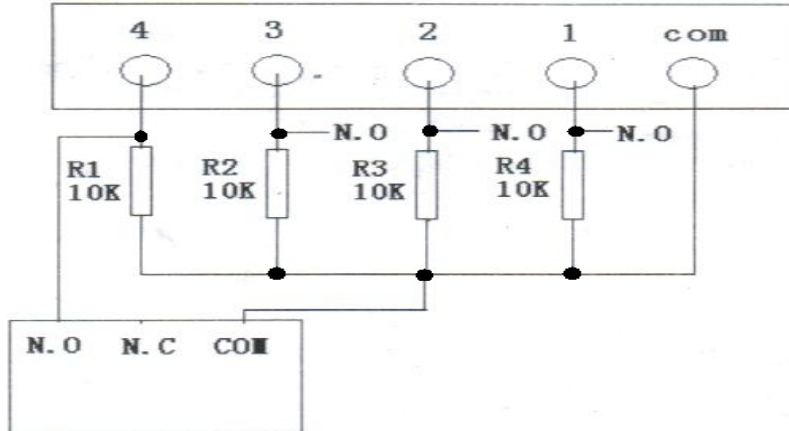 4 3 2 1 com
N.O N.O N.O
R1 R2 R3 R4
10K 10K 10K 10K
N.O N.C COM